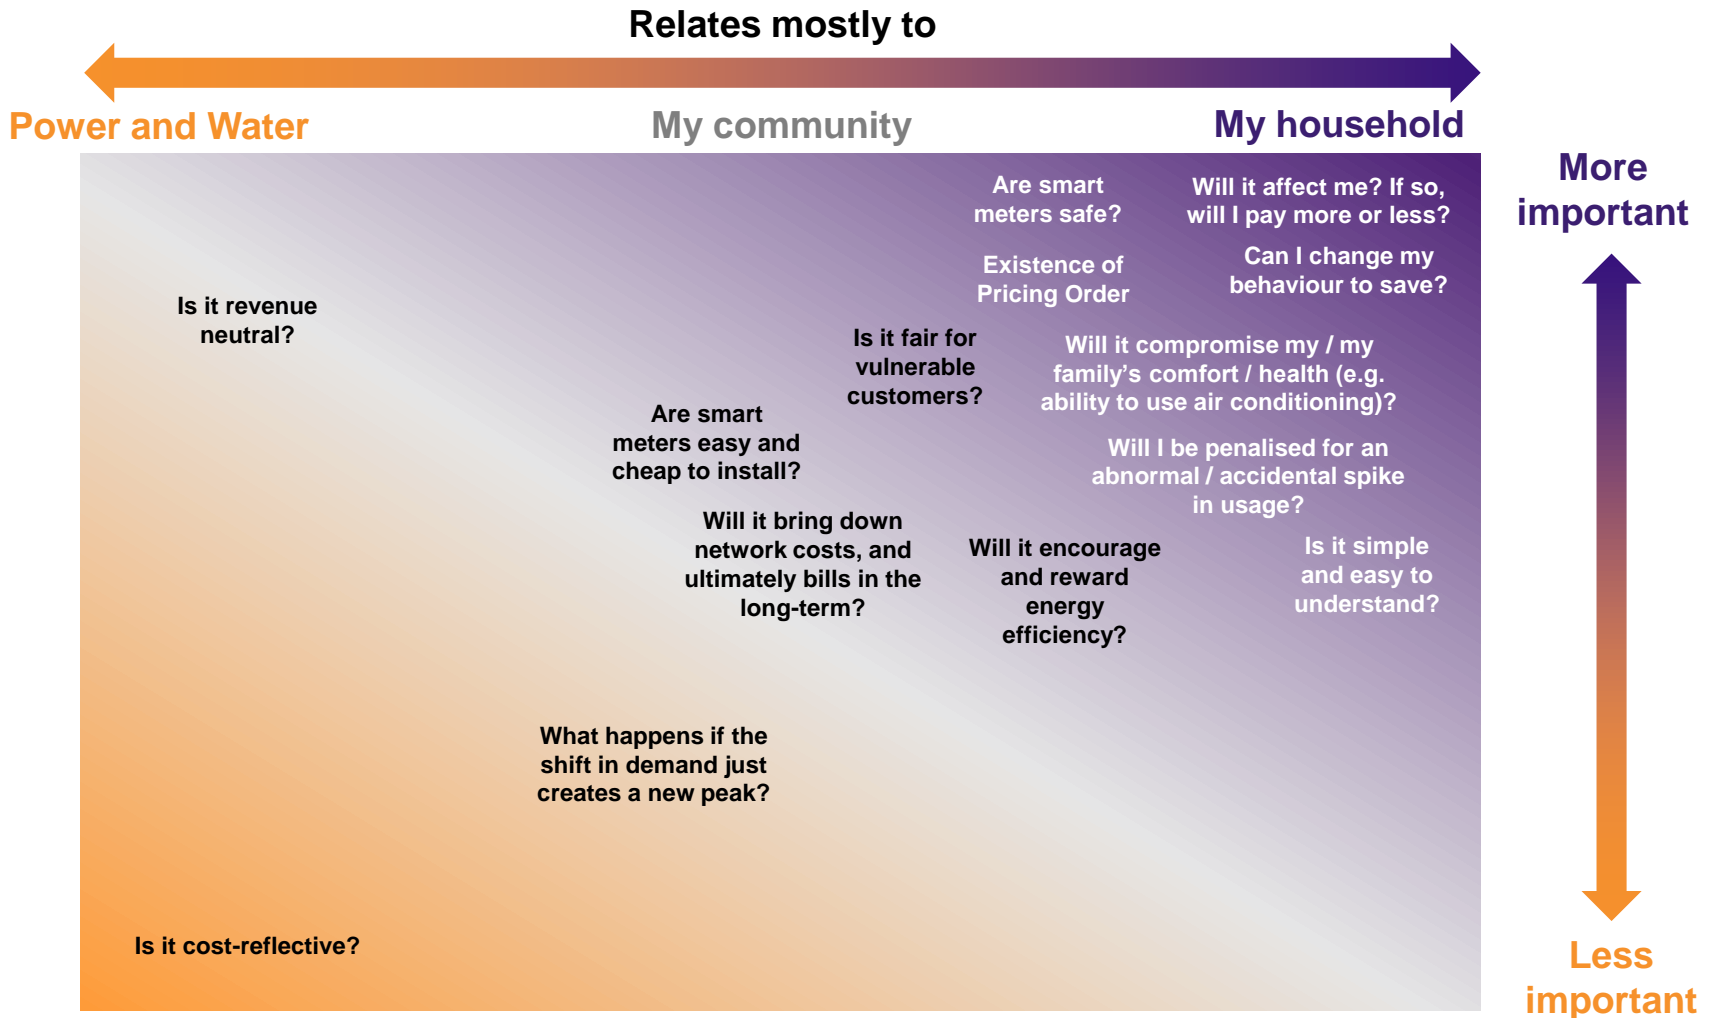 Relates mostly to
Power and Water
My community
My household
More
important
Are smart
meters safe?
Will it affect me? If so,
will I pay more or less?
Existence of
Pricing Order
Can I change my
behaviour to save?
Is it revenue
neutral?
Is it fair for
vulnerable
customers?
Will it compromise my / my
family's comfort / health (e.g.
ability to use air conditioning)?
Are smart
meters easy and
cheap to install?
Will I be penalised for an
abnormal / accidental spike
in usage?
Will it bring down
network costs, and
ultimately bills in the
long-term?
Will it encourage
and reward
energy
efficiency?
Is it simple
and easy to
understand?
What happens if the
shift in demand just
creates a new peak?
Is it cost-reflective?
Less
important